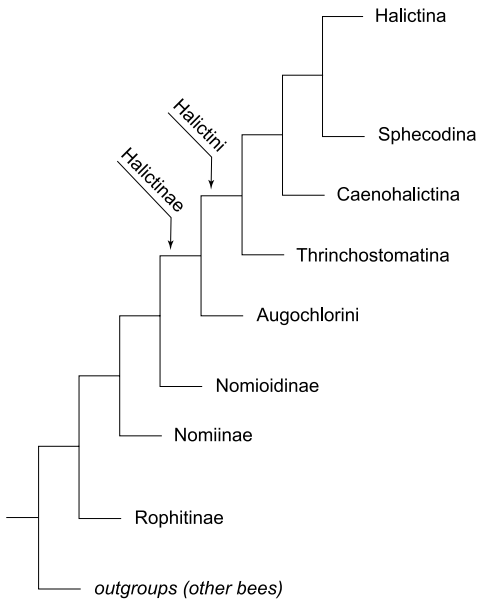 Halictina
Halictini
Sphecodina
Halictinae
Caenohalictina
Thrinchostomatina
Augochlorini
Nomioidinae
Nomiinae
Rophitinae
outgroups (other bees)